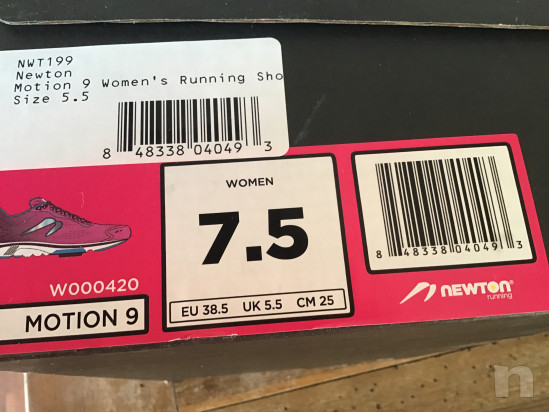 NWT199
Newton
Motion 9 Women's Running Sho
Size 5.5
8 48338 04049 3
WOMEN
7.5
EU 38.5 UK 5.5 CM 25
W000420
MOTION 9
8 48338 04049 3
NEWTON
running
n